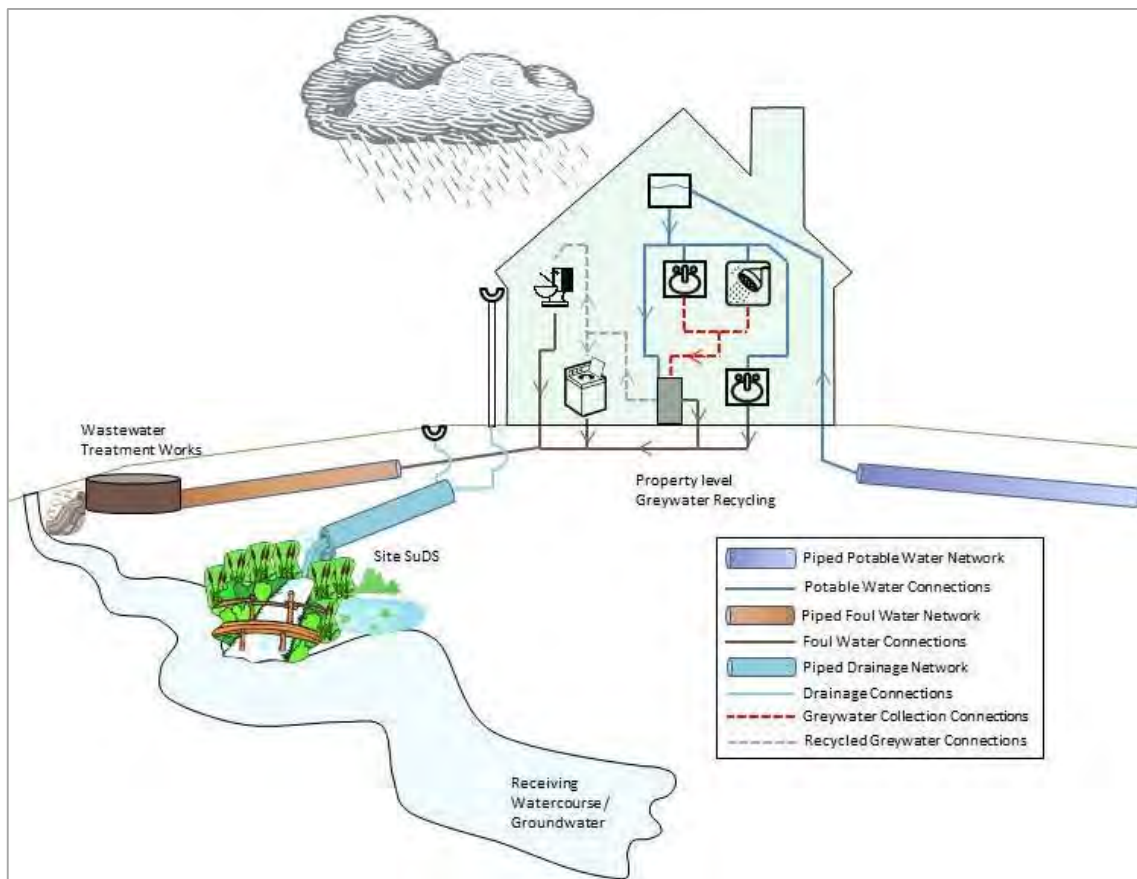 Wastewater
Treatment Works
Property level
Greywater Recycling
Site SuDS
Piped Potable Water Network
Potable Water Connections
Piped Foul Water Network
Foul Water Connections
Piped Drainage Network
Drainage Connections
Greywater Collection Connections
Recycled Greywater Connections
Receiving
Watercourse/
Groundwater